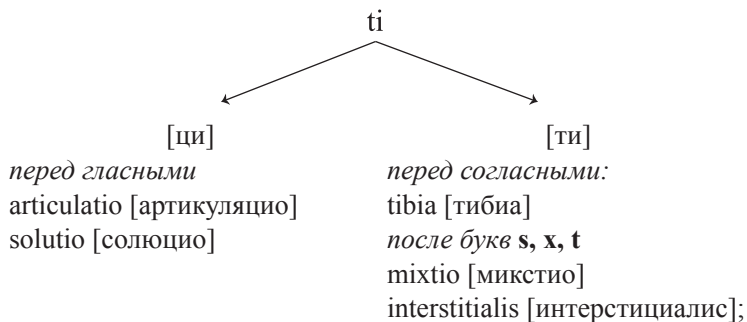 ti
[ци]
перед гласными
articulatio [артикуляцио]
solutio [солюцио]
[ти]
перед согласными:
tibia [тибиа]
после букв s, x, t
mixtio [микстио]
interstitialis [интерстициалис];